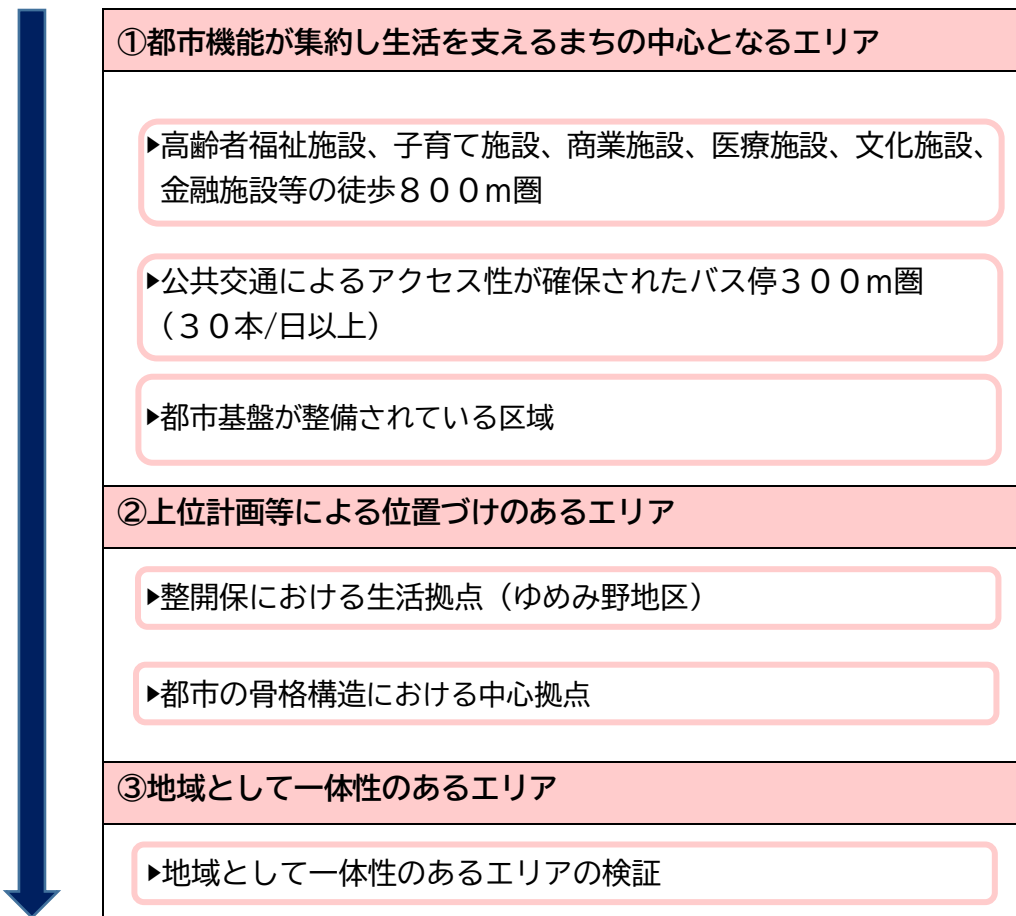 ①都市機能が集約し生活を支えるまちの中心となるエリア
▶高齢者福祉施設、子育て施設、商業施設、医療施設、文化施設、
金融施設等の徒歩８００ｍ圏
▶公共交通によるアクセス性が確保されたバス停３００ｍ圏
（３０本/日以上）
▶都市基盤が整備されている区域
②上位計画等による位置づけのあるエリア
▶整開保における生活拠点（ゆめみ野地区）
▶都市の骨格構造における中心拠点
③地域として一体性のあるエリア
▶地域として一体性のあるエリアの検証